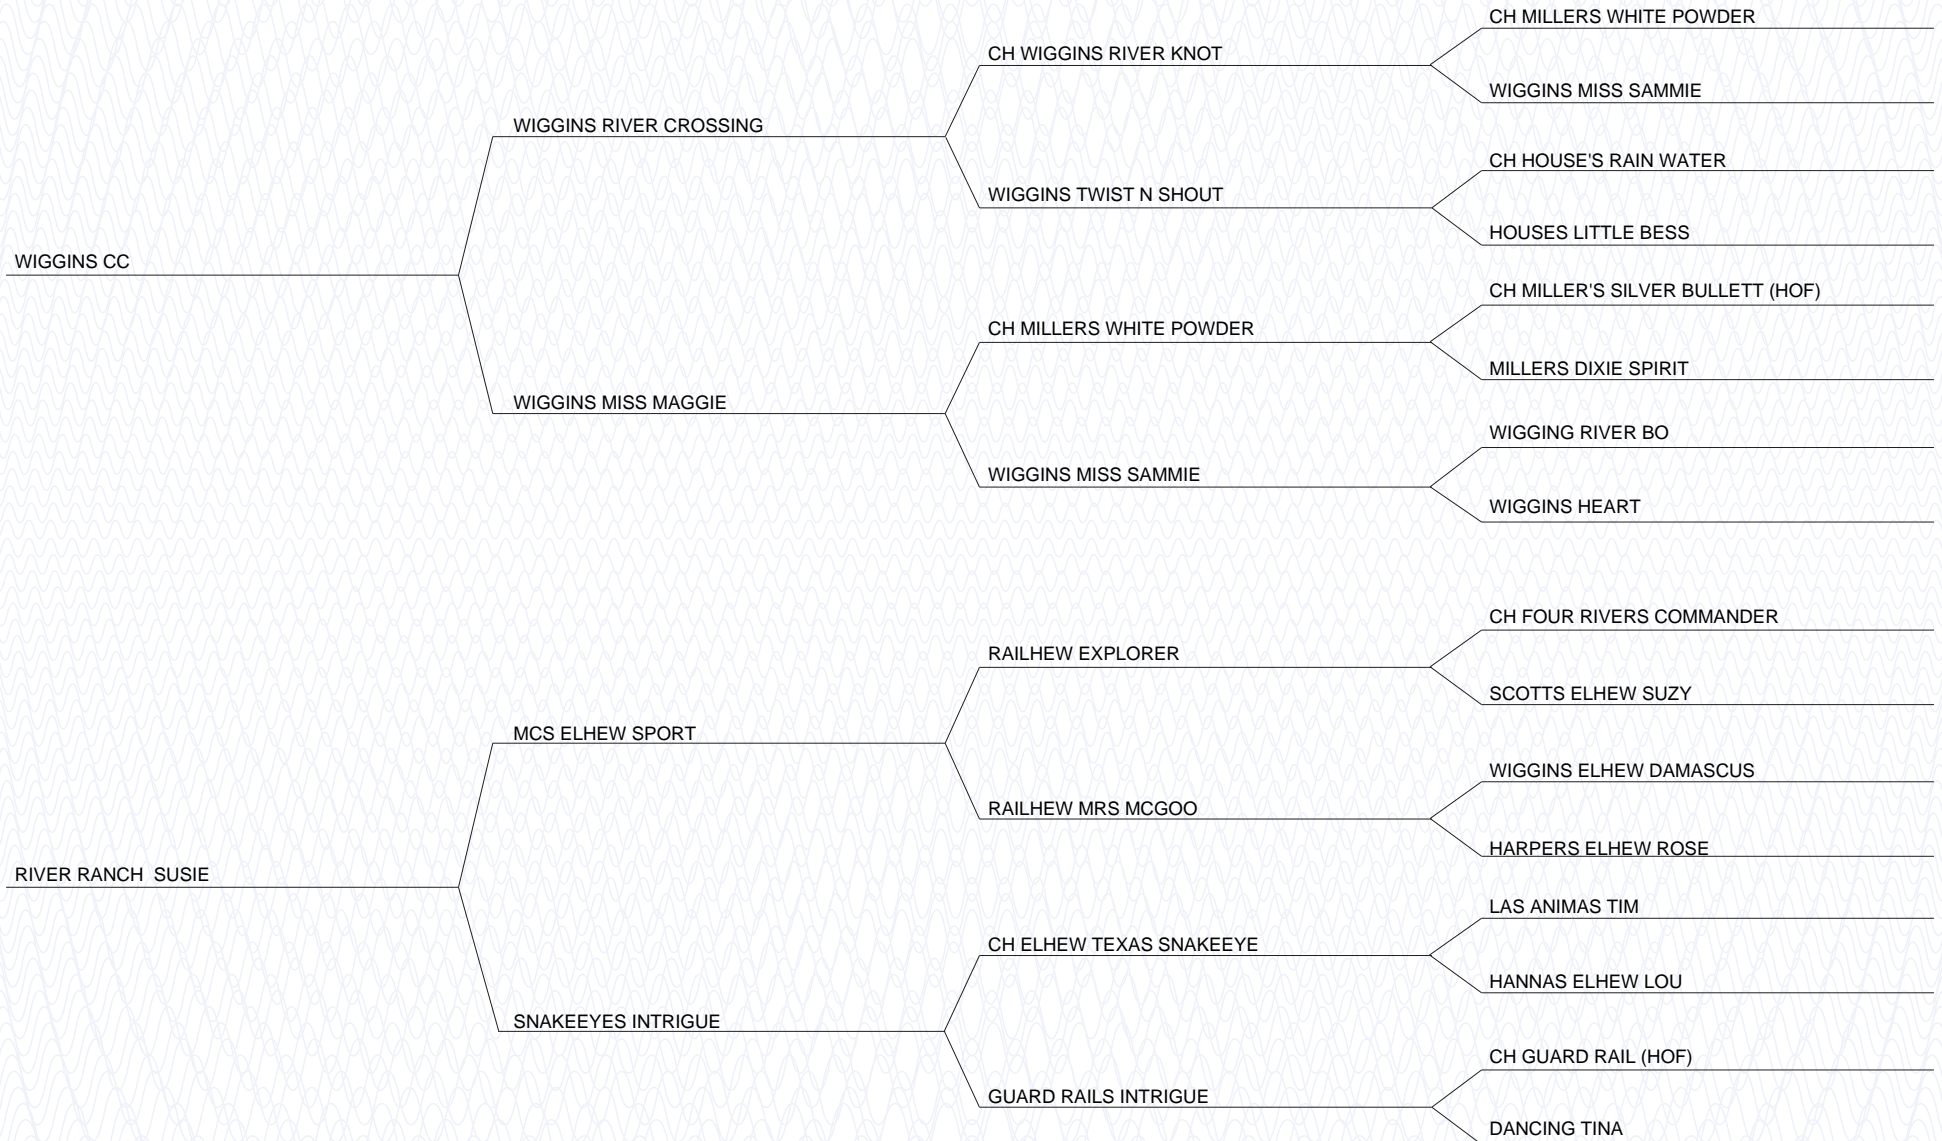 CH MILLERS WHITE POWDER
CH WIGGINS RIVER KNOT
WIGGINS MISS SAMMIE
WIGGINS RIVER CROSSING
CH HOUSE'S RAIN WATER
WIGGINS TWIST N SHOUT
HOUSES LITTLE BESS
WIGGINS CC
CH MILLER'S SILVER BULLETT (HOF)
CH MILLERS WHITE POWDER
MILLERS DIXIE SPIRIT
WIGGINS MISS MAGGIE
WIGGING RIVER BO
WIGGINS MISS SAMMIE
WIGGINS HEART
CH FOUR RIVERS COMMANDER
RAILHEW EXPLORER
SCOTTS ELHEW SUZY
MCS ELHEW SPORT
WIGGINS ELHEW DAMASCUS
RAILHEW MRS MCGOO
HARPERS ELHEW ROSE
RIVER RANCH  SUSIE
LAS ANIMAS TIM
CH ELHEW TEXAS SNAKEEYE
HANNAS ELHEW LOU
SNAKEEYES INTRIGUE
CH GUARD RAIL (HOF)
GUARD RAILS INTRIGUE
DANCING TINA